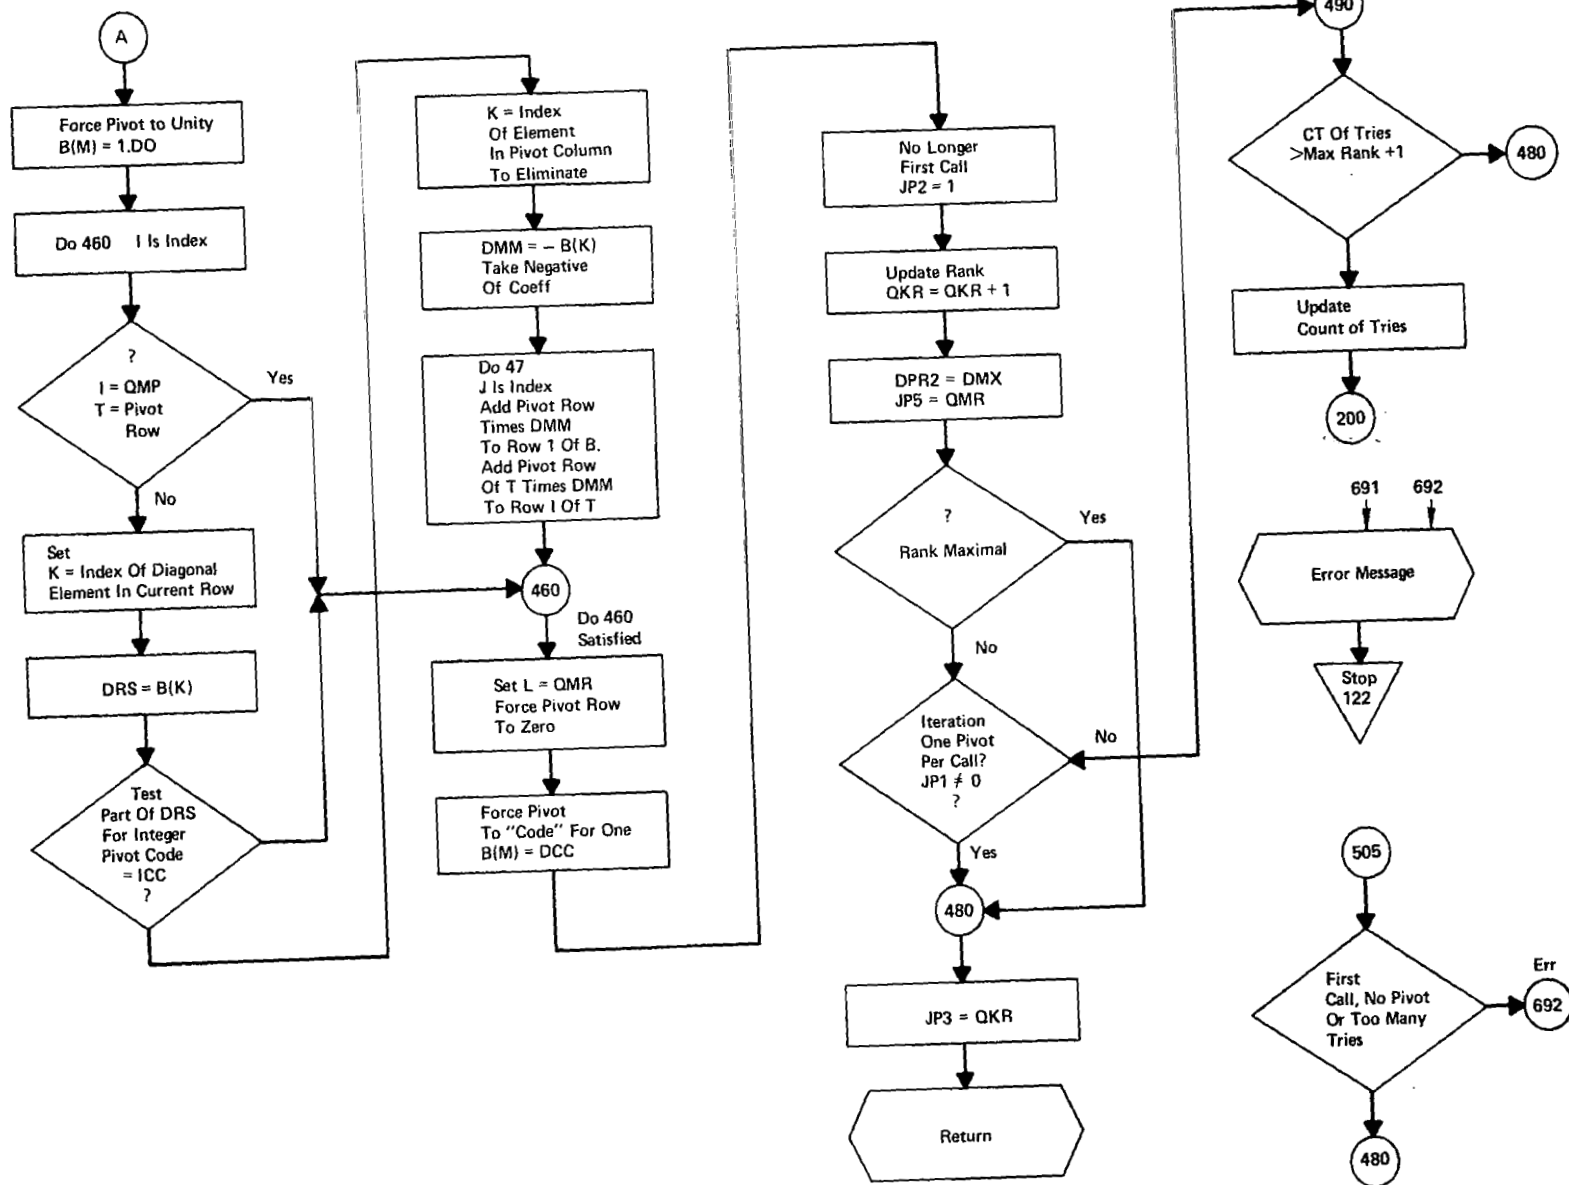 A
Force Pivot to Unity
B(M) = 1.DO
Do 460 I Is Index
?
I = QMP
T = Pivot
Row
Yes
No
Set
K = Index Of Diagonal
Element In Current Row
DRS = B(K)
Test
Part Of DRS
For Integer
Pivot Code
= ICC
?
K = Index
Of Element
In Pivot Column
To Eliminate
DMM = – B(K)
Take Negative
Of Coeff
Do 47
J Is Index
Add Pivot Row
Times DMM
To Row 1 Of B.
Add Pivot Row
Of T Times DMM
To Row I Of T
460
Do 460
Satisfied
Set L = QMR
Force Pivot Row
To Zero
Force Pivot
To "Code" For One
B(M) = DCC
No Longer
First Call
JP2 = 1
Update Rank
QKR = QKR + 1
DPR2 = DMX
JP5 = QMR
?
Rank Maximal
Yes
No
Iteration
One Pivot
Per Call?
JP1 ≠ 0
?
No
Yes
480
JP3 = QKR
Return
490
CT Of Tries
>Max Rank +1
480
Update
Count of Tries
200
691 692
Error Message
Stop
122
505
First
Call, No Pivot
Or Too Many
Tries
Err
692
480